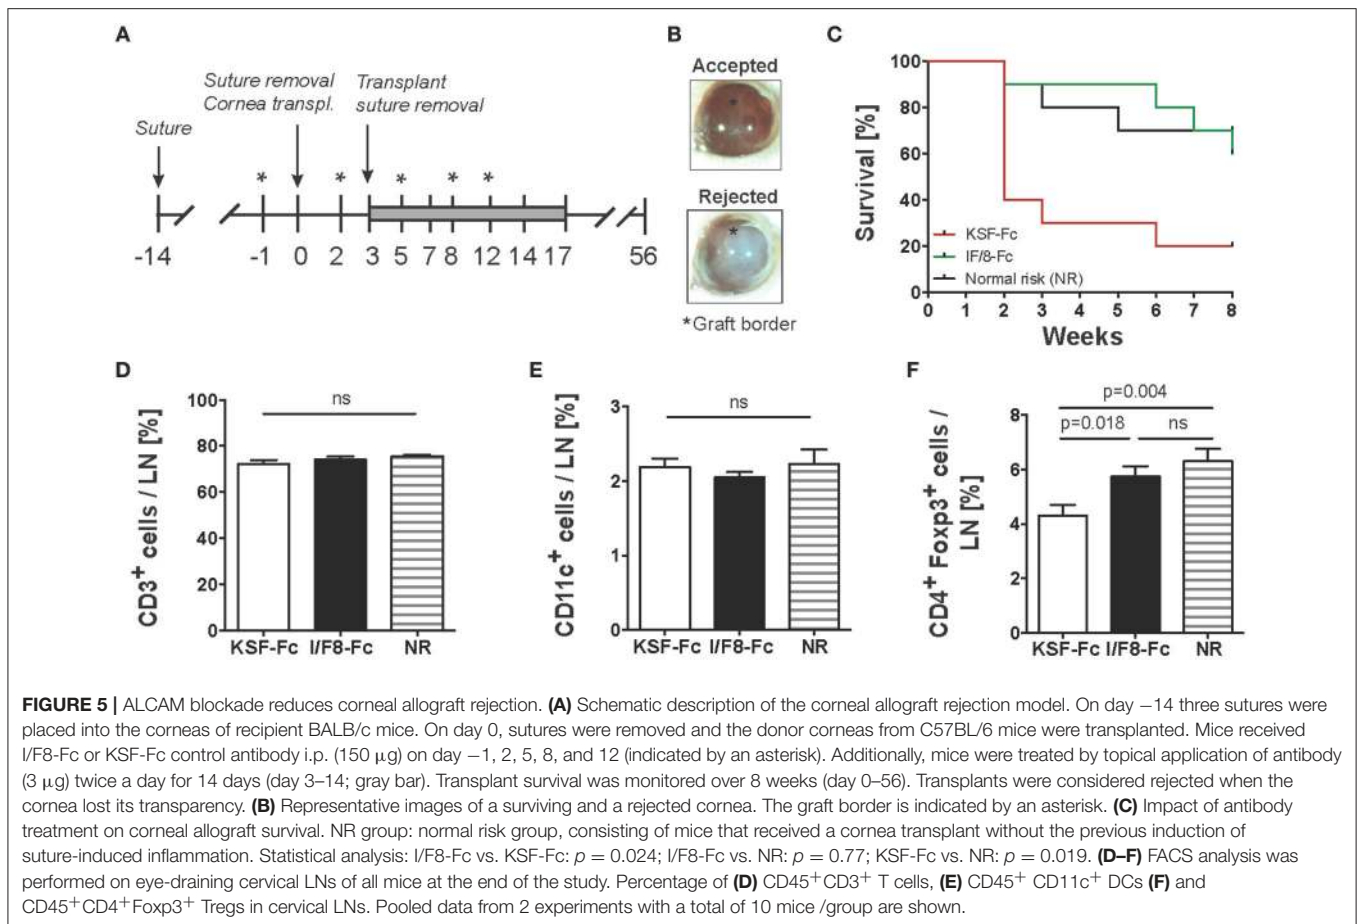 A
Suture removal
Cornea transpl.
Transplant
suture removal
Suture
* * * * *
-14 -1 0 2 3 5 7 8 12 14 17 56
B
Accepted
*
Rejected
*
*Graft border
C
Survival [%]
100
80
60
40
20
0
KSF-Fc
IF/8-Fc
Normal risk (NR)
0 1 2 3 4 5 6 7 8
Weeks
D
CD3+ cells / LN [%]
100
80
60
40
20
0
ns
KSF-Fc I/F8-Fc NR
E
CD11c+ cells / LN [%]
3
2
1
0
ns
KSF-Fc I/F8-Fc NR
F
CD4+ Foxp3+ cells /
LN [%]
8
6
4
2
0
p=0.004
p=0.018 ns
KSF-Fc I/F8-Fc NR
FIGURE 5 | ALCAM blockade reduces corneal allograft rejection. (A) Schematic description of the corneal allograft rejection model. On day −14 three sutures were
placed into the corneas of recipient BALB/c mice. On day 0, sutures were removed and the donor corneas from C57BL/6 mice were transplanted. Mice received
I/F8-Fc or KSF-Fc control antibody i.p. (150 μg) on day −1, 2, 5, 8, and 12 (indicated by an asterisk). Additionally, mice were treated by topical application of antibody
(3 μg) twice a day for 14 days (day 3–14; gray bar). Transplant survival was monitored over 8 weeks (day 0–56). Transplants were considered rejected when the
cornea lost its transparency. (B) Representative images of a surviving and a rejected cornea. The graft border is indicated by an asterisk. (C) Impact of antibody
treatment on corneal allograft survival. NR group: normal risk group, consisting of mice that received a cornea transplant without the previous induction of
suture-induced inflammation. Statistical analysis: I/F8-Fc vs. KSF-Fc: p = 0.024; I/F8-Fc vs. NR: p = 0.77; KSF-Fc vs. NR: p = 0.019. (D–F) FACS analysis was
performed on eye-draining cervical LNs of all mice at the end of the study. Percentage of (D) CD45+CD3+ T cells, (E) CD45+ CD11c+ DCs (F) and
CD45+CD4+Foxp3+ Tregs in cervical LNs. Pooled data from 2 experiments with a total of 10 mice /group are shown.